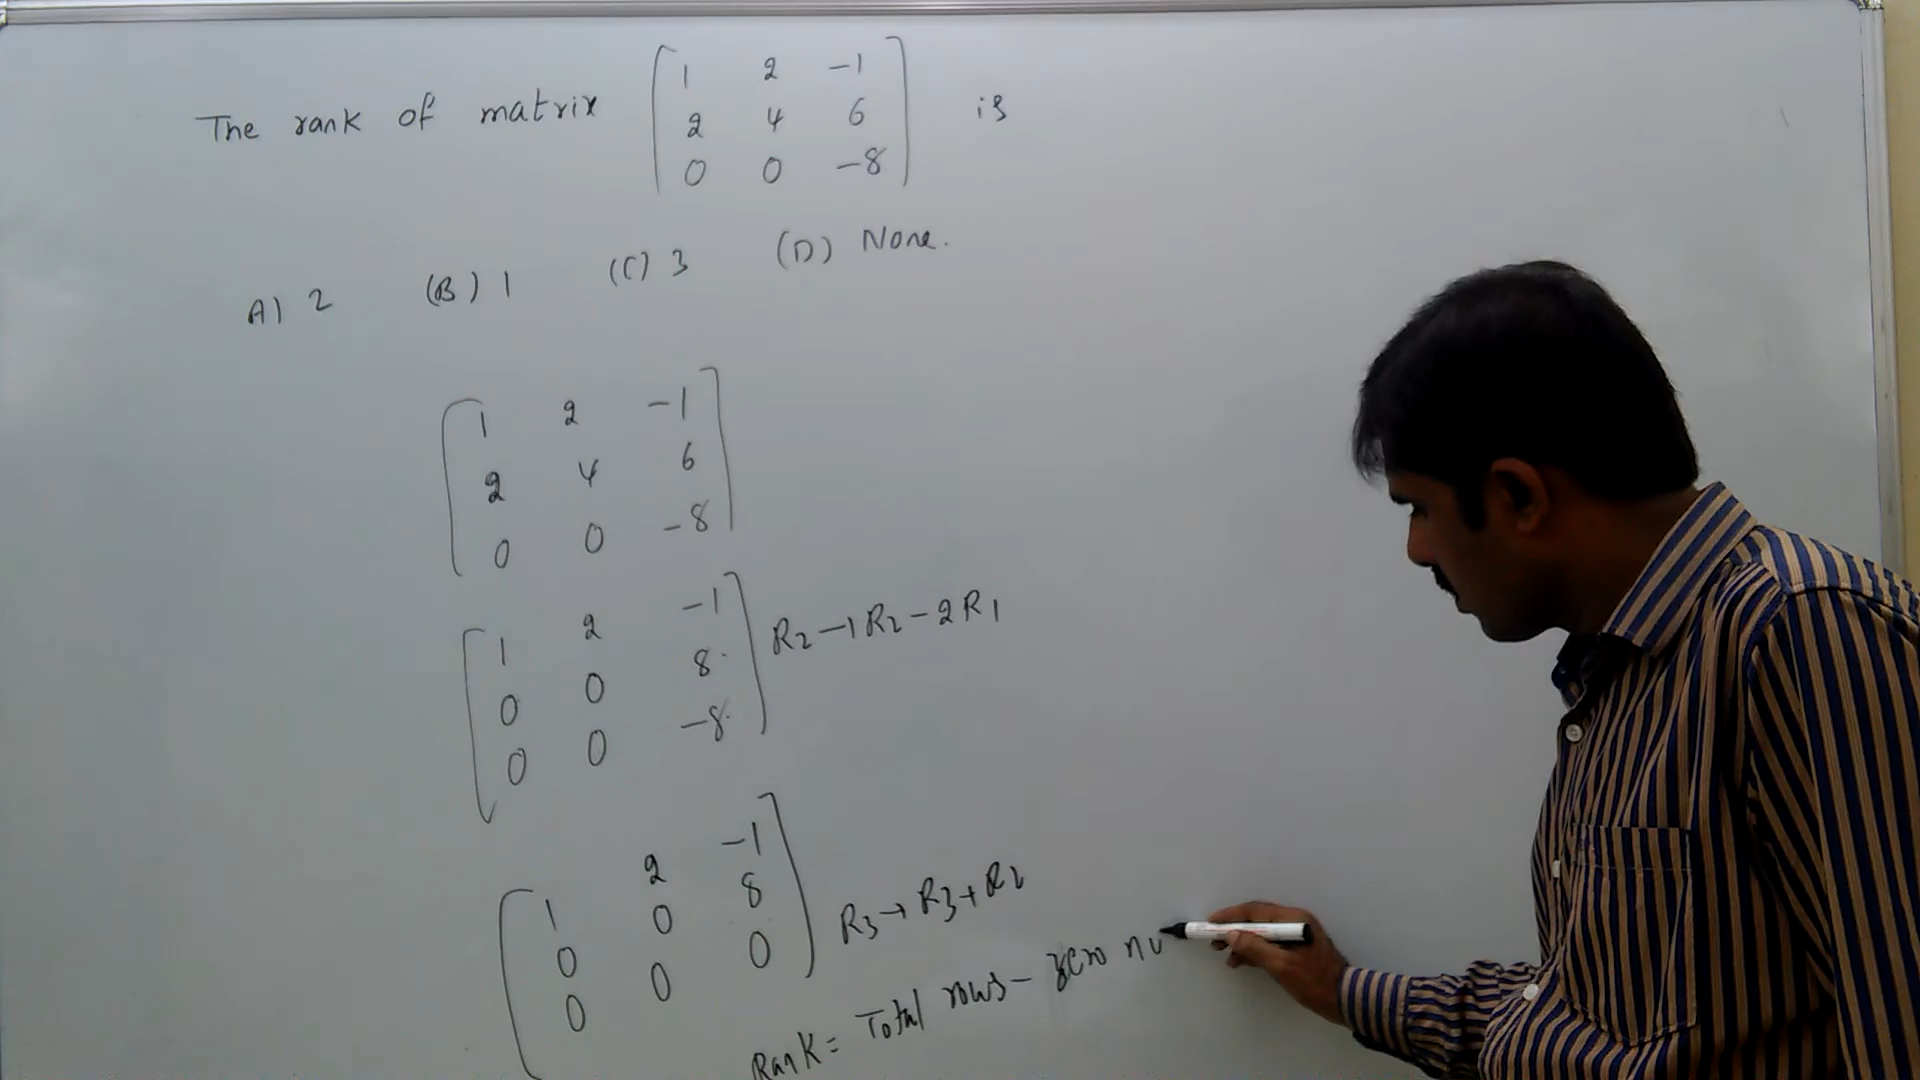 The rank of matrix [1 2 -1
2 4 6
0 0 -8] is
A) 2 (B) 1 (C) 3 (D) None.
1 2 -1
2 4 6
0 0 -8
1 2 -1
0 0 8
0 0 -8
R2→R2-2R1
1 2 -1
0 0 8
0 0 0
R3→R3+R2
Rank = Total rows - zero nu